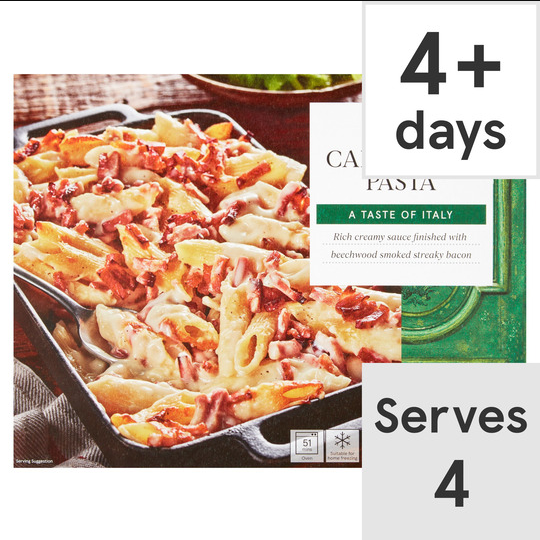 4+
days
CA
PASTA
A TASTE OF ITALY
Rich creamy sauce finished with
beechwood smoked streaky bacon
Serves
4
51
mins
Oven
Suitable for
home freezing
Serving Suggestion